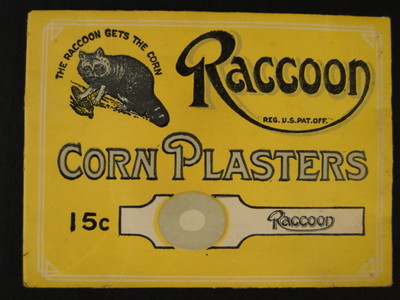 THE RACCOON GETS THE CORN
Raccoon
REG. U.S. PAT. OFF.
CORN PLASTERS
15c
Raccoon